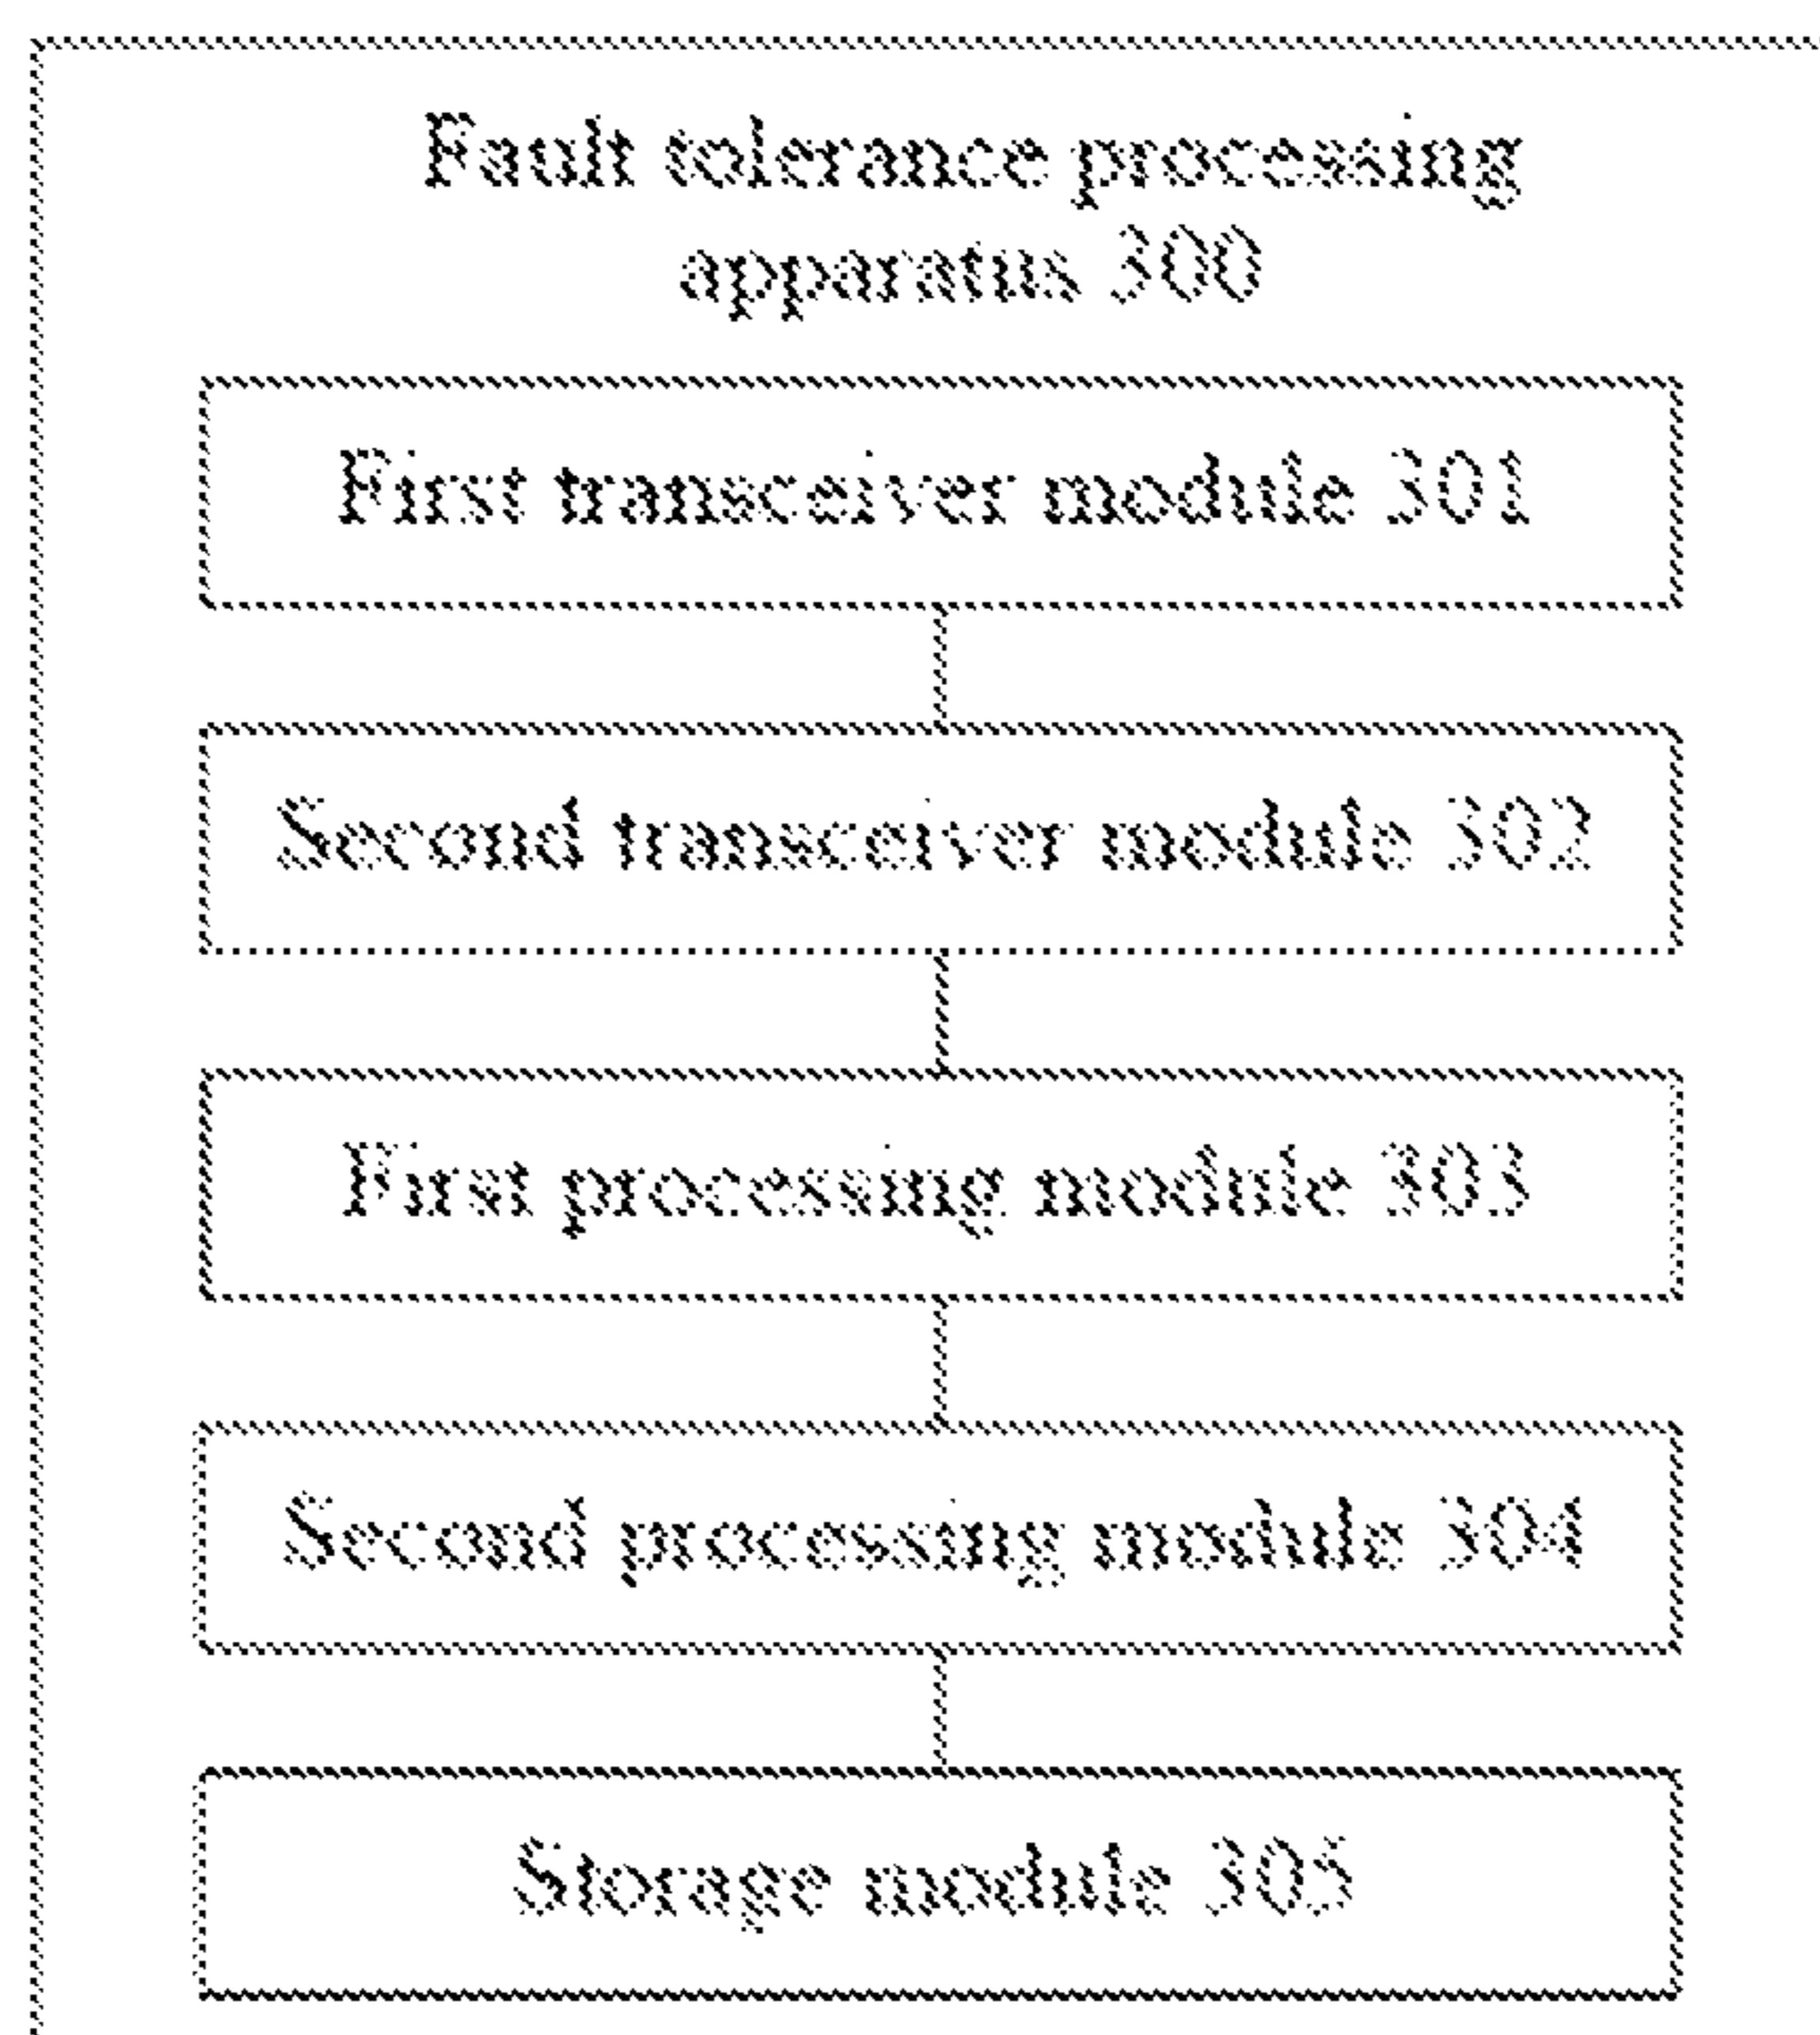 Fault tolerance processing
apparatus 300
First transceiver module 301
Second transceiver module 302
First processing module 303
Second processing module 304
Storage module 305